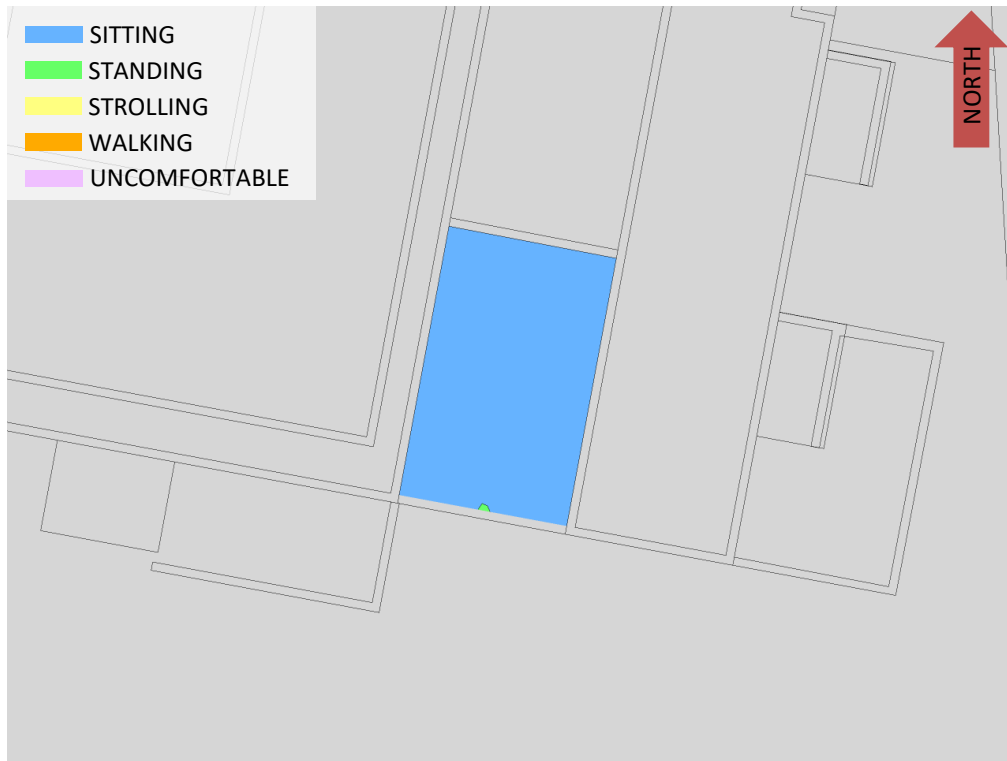 SITTING
STANDING
STROLLING
WALKING
UNCOMFORTABLE
NORTH